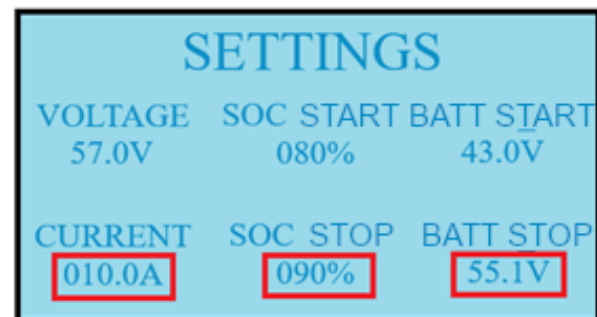 SETTINGS
VOLTAGE SOC START BATT START
57.0V 080% 43.0V
CURRENT SOC STOP BATT STOP
010.0A 090% 55.1V